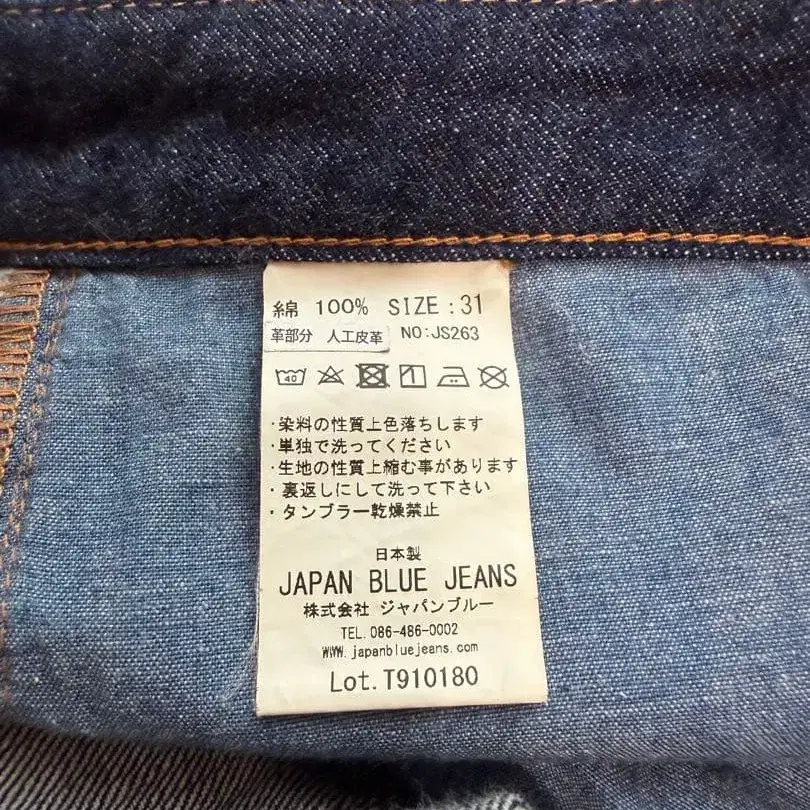 綿 100% SIZE:31
革部分 人工皮革 NO:JS263
40
・染料の性質上色落ちします
・単独で洗ってください
・生地の性質上縮む事があります
・裏返しにして洗って下さい
・タンブラー乾燥禁止
日本製
JAPAN BLUE JEANS
株式会社 ジャパンブルー
TEL.086-486-0002
www.japanbluejeans.com
Lot.T910180